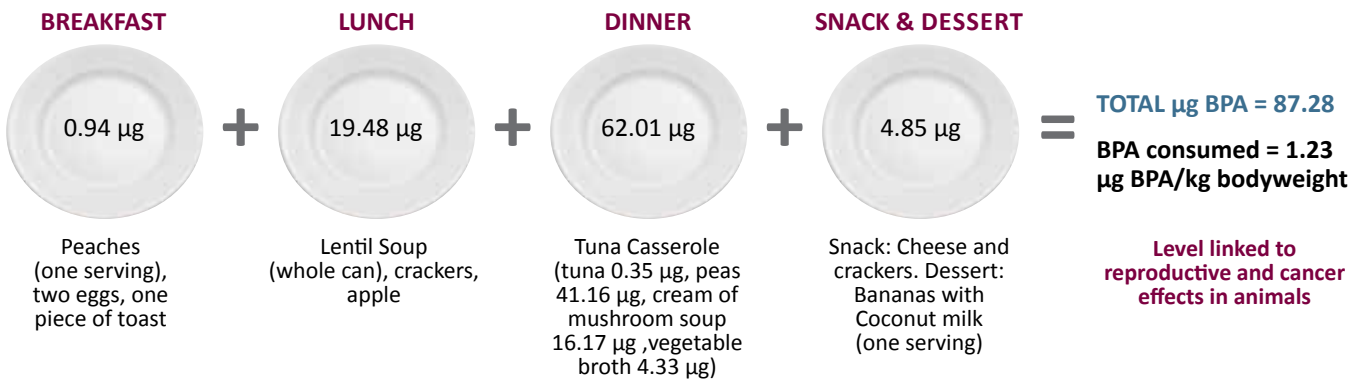 BREAKFAST
0.94 µg
Peaches
(one serving),
two eggs, one
piece of toast
+
LUNCH
19.48 µg
Lentil Soup
(whole can), crackers,
apple
+
DINNER
62.01 µg
Tuna Casserole
(tuna 0.35 µg, peas
41.16 µg, cream of
mushroom soup
16.17 µg ,vegetable
broth 4.33 µg)
+
SNACK & DESSERT
4.85 µg
Snack: Cheese and
crackers. Dessert:
Bananas with
Coconut milk
(one serving)
=
TOTAL µg BPA = 87.28
BPA consumed = 1.23
µg BPA/kg bodyweight
Level linked to
reproductive and cancer
effects in animals